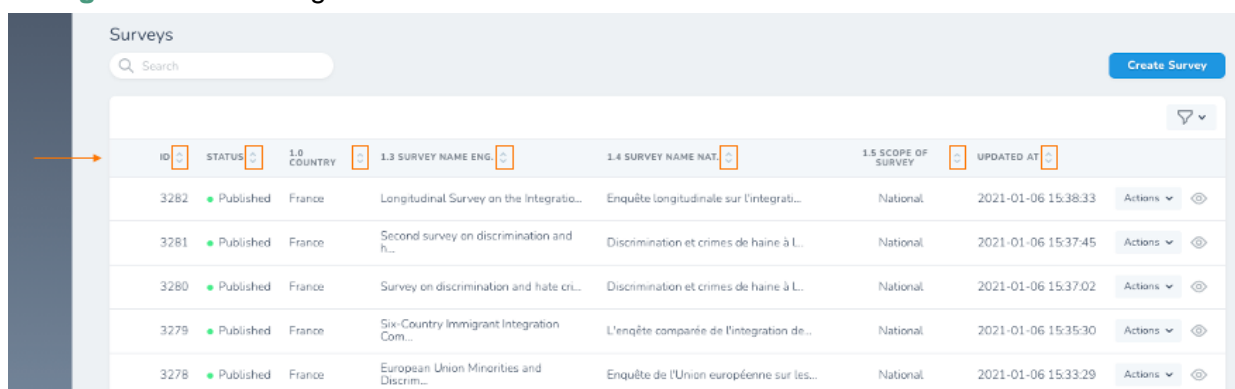 Surveys
Search
Create Survey
ID STATUS 1.0 COUNTRY 1.3 SURVEY NAME ENG. 1.4 SURVEY NAME NAT. 1.5 SCOPE OF SURVEY UPDATED AT
3282 Published France Longitudinal Survey on the Integratio... Enquête longitudinale sur l'integrati... National 2021-01-06 15:38:33 Actions
3281 Published France Second survey on discrimination and h... Discrimination et crimes de haine à l... National 2021-01-06 15:37:45 Actions
3280 Published France Survey on discrimination and hate cri... Discrimination et crimes de haine à l... National 2021-01-06 15:37:02 Actions
3279 Published France Six-Country Immigrant Integration Com... L'enqête comparée de l'integration de... National 2021-01-06 15:35:30 Actions
3278 Published France European Union Minorities and Discrim... Enquête de l'Union européenne sur les... National 2021-01-06 15:33:29 Actions